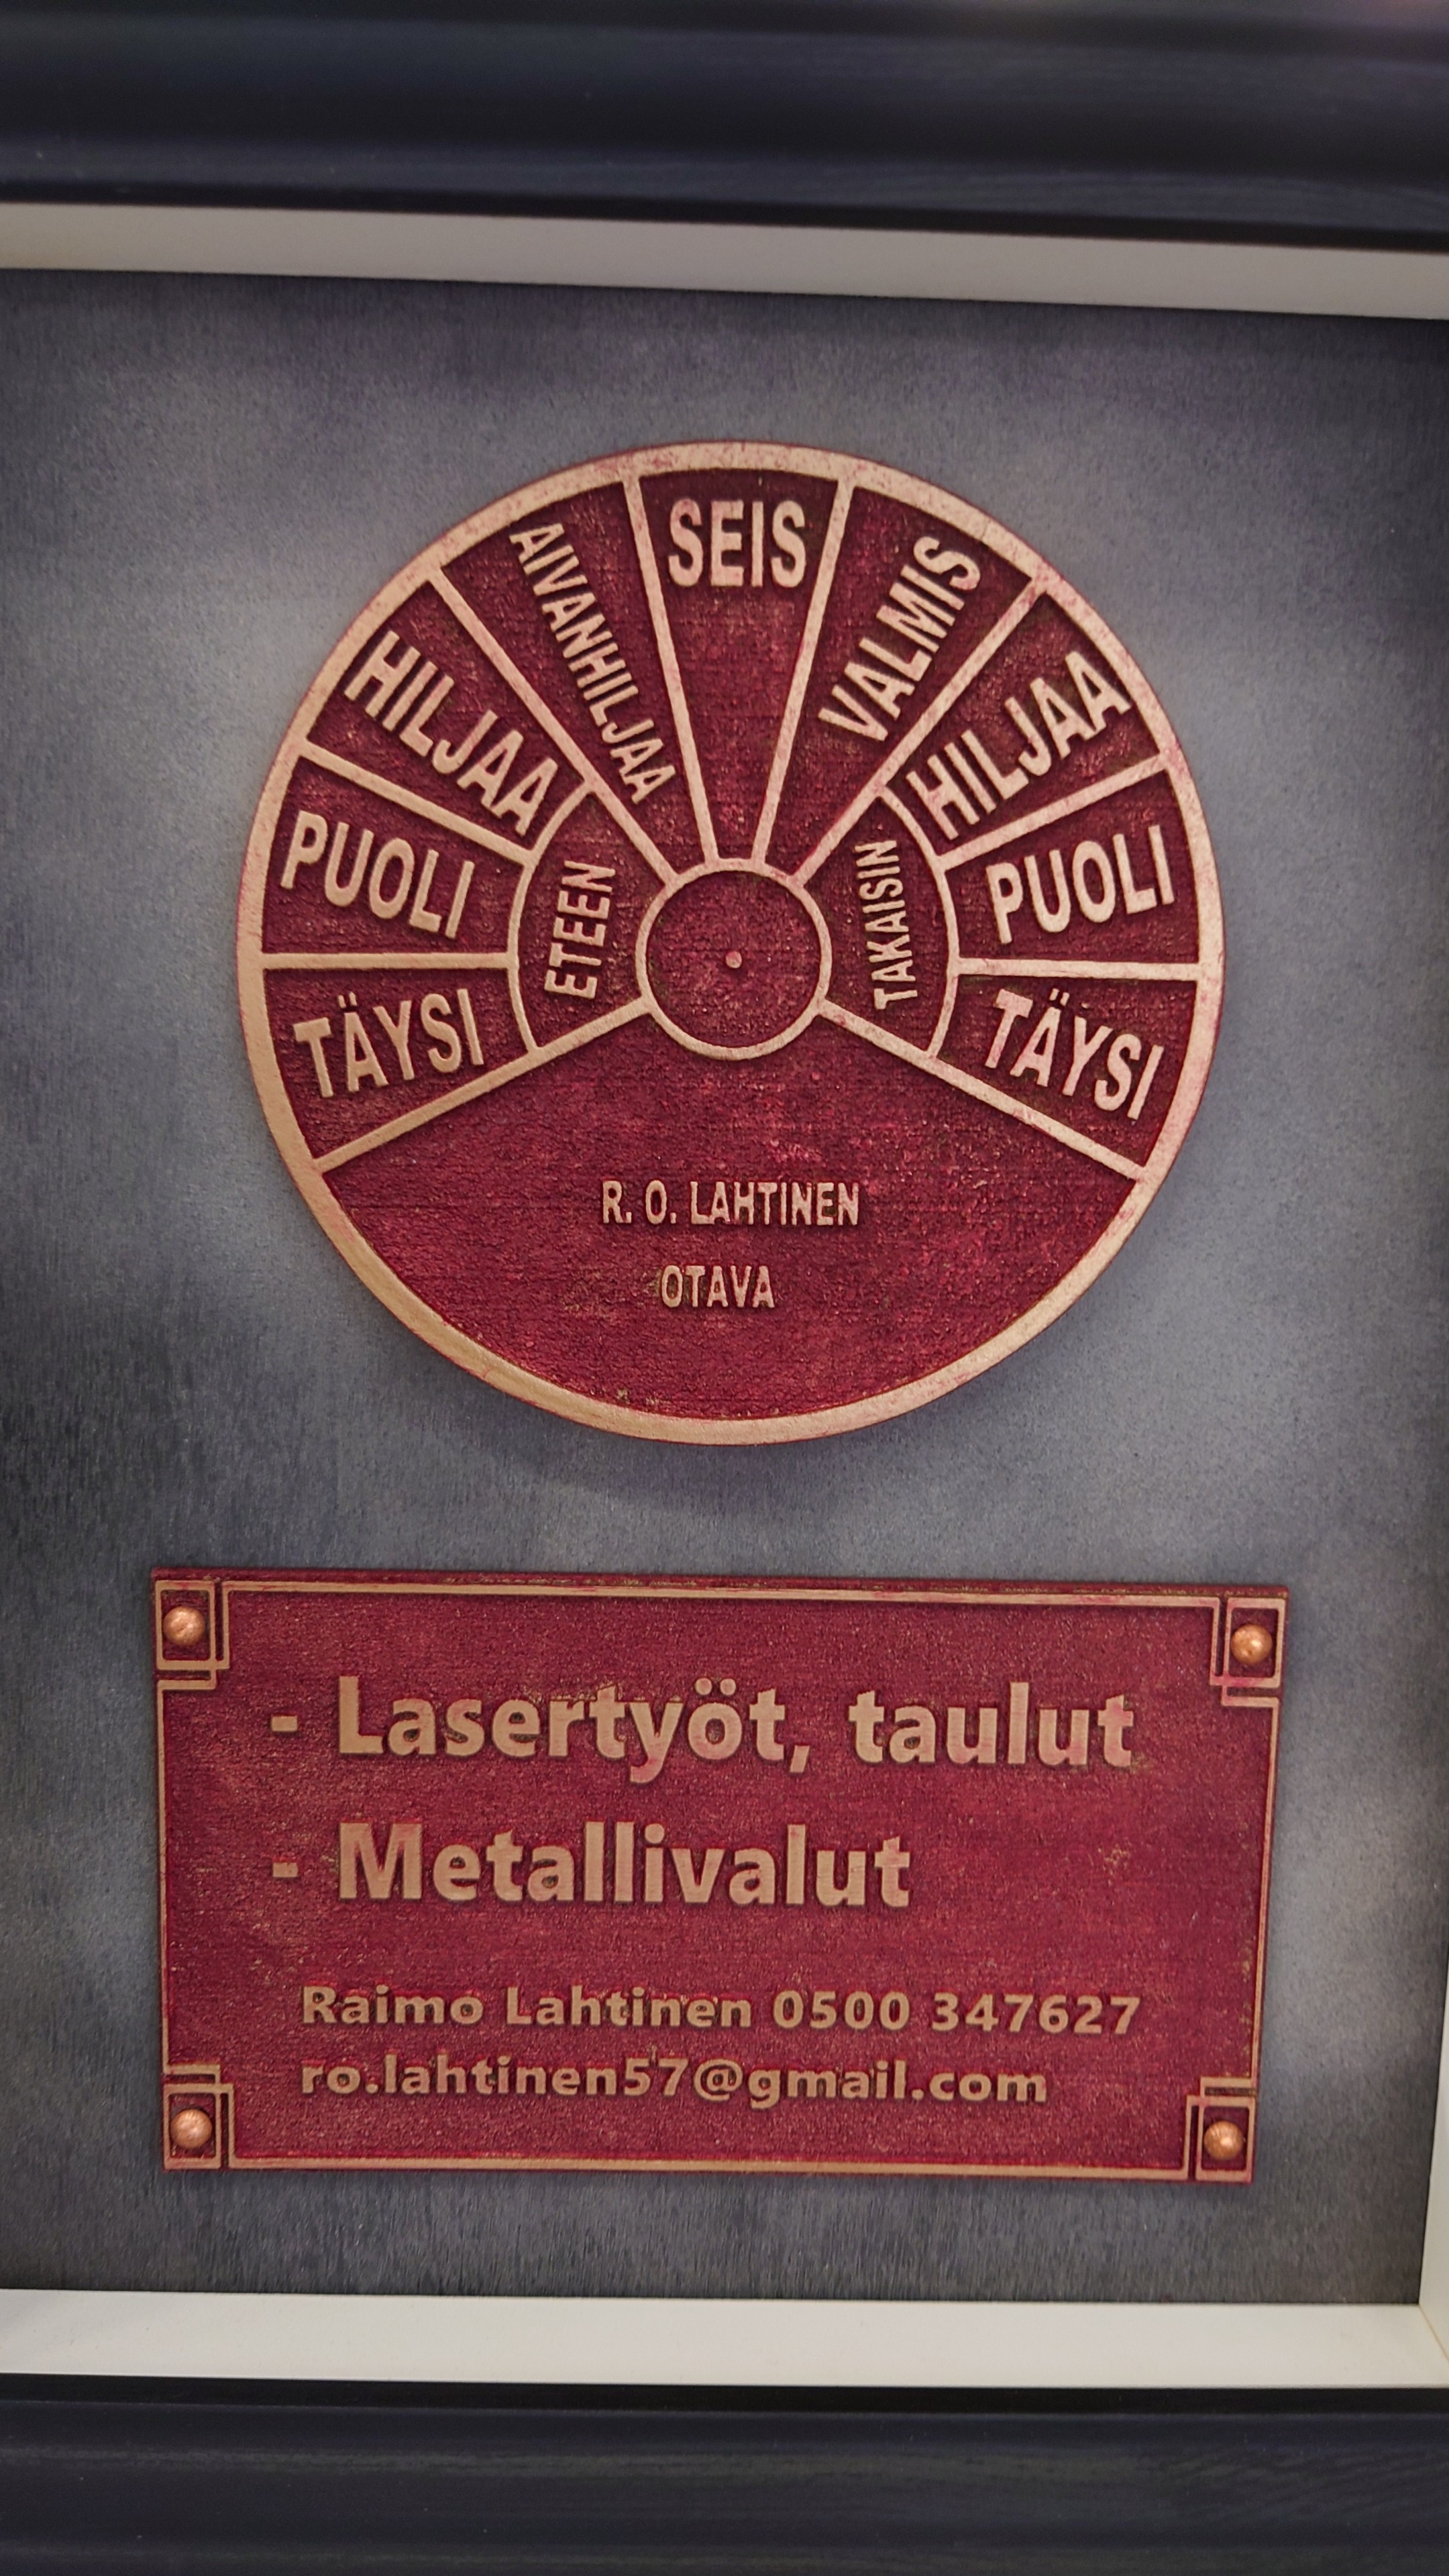 SEIS
AIVANHILJAA
VALMIS
HILJAA
HILJAA
PUOLI
PUOLI
ETEEN
TAKAISIN
TÄYSI
TÄYSI
R. O. LAHTINEN
OTAVA
- Lasertyöt, taulut
- Metallivalut
Raimo Lahtinen 0500 347627
ro.lahtinen57@gmail.com